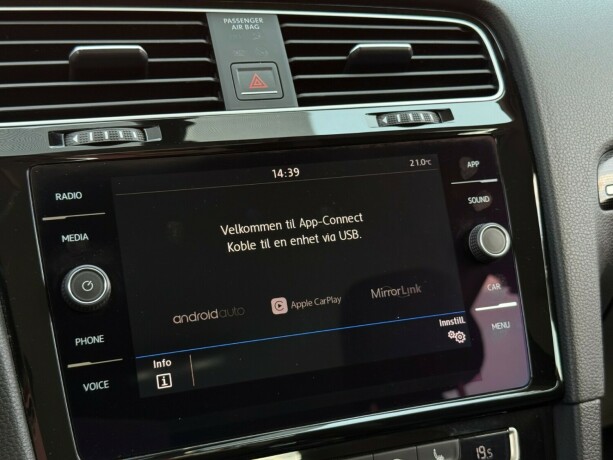 PASSENGER
AIR BAG
14:39
21.0°C
RADIO
MEDIA
PHONE
VOICE
APP
SOUND
CAR
MENU
Velkommen til App-Connect
Koble til en enhet via USB.
androidauto
Apple CarPlay
MirrorLink
Info
Innstill.
19.5